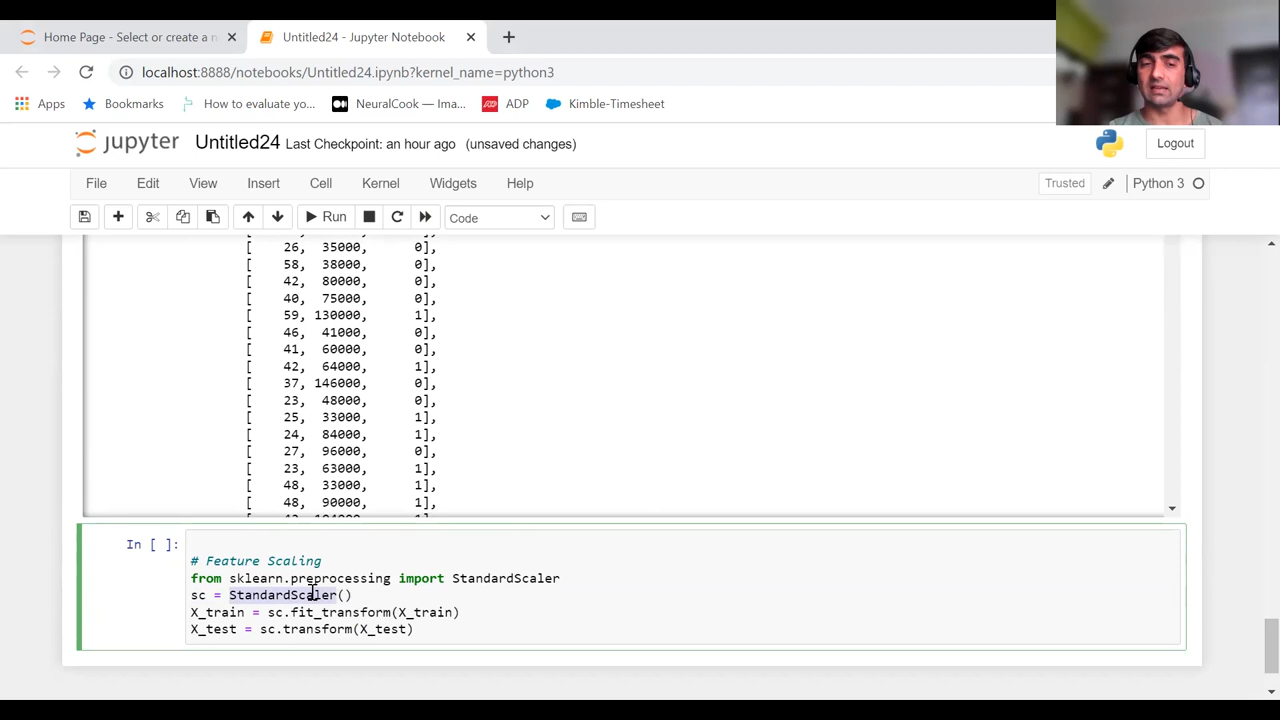 Home Page - Select or create a n
Untitled24 - Jupyter Notebook
localhost:8888/notebooks/Untitled24.ipynb?kernel_name=python3
Apps
Bookmarks
How to evaluate yo...
NeuralCook — Ima...
ADP
Kimble-Timesheet
jupyter
Untitled24 Last Checkpoint: an hour ago (unsaved changes)
Logout
File Edit View Insert Cell Kernel Widgets Help
Trusted
Python 3
Run
Code
[ 26, 35000, 0],
[ 58, 38000, 0],
[ 42, 80000, 0],
[ 40, 75000, 0],
[ 59, 130000, 1],
[ 46, 41000, 0],
[ 41, 60000, 0],
[ 42, 64000, 1],
[ 37, 146000, 0],
[ 23, 48000, 0],
[ 25, 33000, 1],
[ 24, 84000, 1],
[ 27, 96000, 0],
[ 23, 63000, 1],
[ 48, 33000, 1],
[ 48, 90000, 1],
In [ ]:
# Feature Scaling
from sklearn.preprocessing import StandardScaler
sc = StandardScaler()
X_train = sc.fit_transform(X_train)
X_test = sc.transform(X_test)